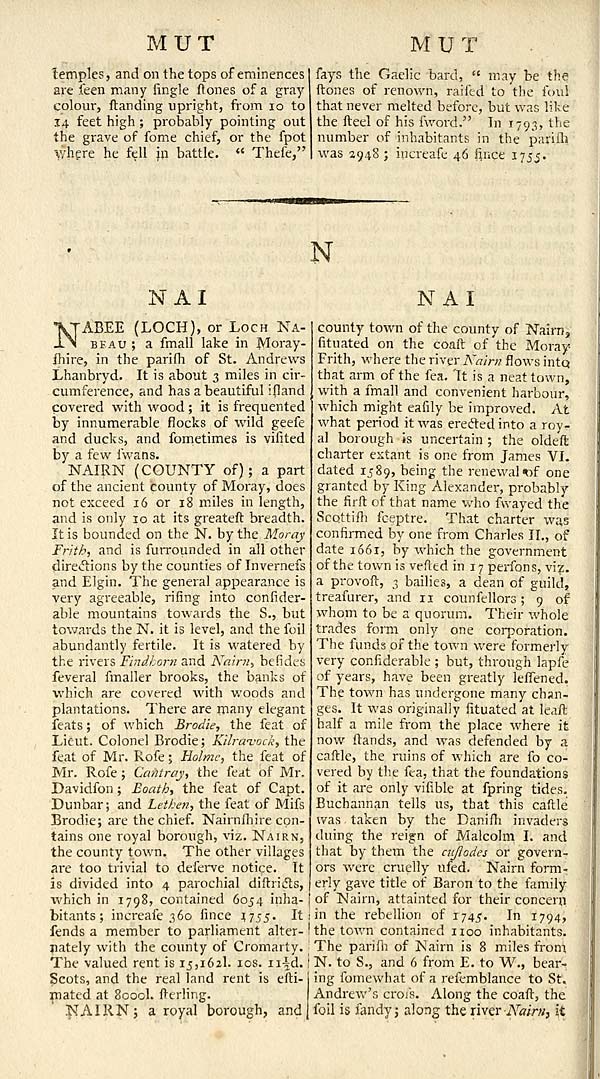 MUT
temples, and on the tops of eminences
are ſeen many ſingle ſtones of a gray
colour, ſtanding upright, from 10 to
14 feet high; probably pointing out
the grave of ſome chief, or the ſpot
where he fell in battle. “ Theſe,”
MUT
ſays the Gaelic bard, “ may be the
ſtones of renown, raiſed to the ſoul
that never melted before, but was like
the ſteel of his ſword.” In 1793, the
number of inhabitants in the pariſh
was 2948; increaſe 46 ſince 1755.
N
NAI
NABEE (LOCH), or LOCH NA-
BEAU; a ſmall lake in Moray-
ſhire, in the pariſh of St. Andrews
Lhanbryd. It is about 3 miles in cir-
cumference, and has a beautiful iſland
covered with wood; it is frequented
by innumerable flocks of wild geeſe
and ducks, and ſometimes is viſited
by a few ſwans.
NAIRN (COUNTY of); a part
of the ancient county of Moray, does
not exceed 16 or 18 miles in length,
and is only 10 at its greateſt breadth.
It is bounded on the N. by the Moray
Frith, and is ſurrounded in all other
directions by the counties of Inverneſs
and Elgin. The general appearance is
very agreeable, riſing into conſider-
able mountains towards the S., but
towards the N. it is level, and the ſoil
abundantly fertile. It is watered by
the rivers Findhorn and Nairn, beſides
ſeveral ſmaller brooks, the banks of
which are covered with woods and
plantations. There are many elegant
ſeats; of which Brodie, the ſeat of
Lieut. Colonel Brodie; Kilravock, the
ſeat of Mr. Roſe; Holme, the ſeat of
Mr. Roſe; Cantray, the ſeat of Mr.
Davidſon; Boath, the ſeat of Capt.
Dunbar; and Lethen, the ſeat of Miſs
Brodie; are the chief. Nairnſhire con-
tains one royal borough, viz. NAIRN,
the county town. The other villages
are too trivial to deſerve notice. It
is divided into 4 parochial diſtricts,
which in 1798, contained 6054 inha-
bitants; increaſe 360 ſince 1755. It
ſends a member to parliament alter-
nately with the county of Cromarty.
The valued rent is 15,162l. 10s. 11½d.
Scots, and the real land rent is eſti-
mated at 8000l. ſterling.
NAIRN; a royal borough, and
NAI
county town of the county of Nairn,
ſituated on the coaſt of the Moray
Frith, where the river Nairn flows into
that arm of the ſea. It is a neat town,
with a ſmall and convenient harbour,
which might eaſily be improved. At
what period it was erected into a roy-
al borough is uncertain; the oldeſt
charter extant is one from James VI.
dated 1589, being the renewal of one
granted by King Alexander, probably
the firſt of that name who ſwayed the
Scottiſh ſceptre. That charter was
confirmed by one from Charles II., of
date 1661, by which the government
of the town is veſted in 17 perſons, viz.
a provoſt, 3 bailies, a dean of guild,
treaſurer, and 11 counſellors; 9 of
whom to be a quorum. Their whole
trades form only one corporation.
The funds of the town were formerly
very conſiderable; but, through lapſe
of years, have been greatly leſſened.
The town has undergone many chan-
ges. It was originally ſituated at leaſt
half a mile from the place where it
now ſtands, and was defended by a
caſtle, the ruins of which are ſo co-
vered by the ſea, that the foundations
of it are only viſible at ſpring tides.
Buchannan tells us, that this caſtle
was taken by the Daniſh invaders
duing the reign of Malcolm I. and
that by them the cuſtodes or govern-
ors were cruelly uſed. Nairn form-
erly gave title of Baron to the family
of Nairn, attainted for their concern
in the rebellion of 1745. In 1794,
the town contained 1100 inhabitants.
The pariſh of Nairn is 8 miles from
N. to S., and 6 from E. to W., bear-
ing ſomewhat of a reſemblance to St.
Andrew's croſs. Along the coaſt, the
ſoil is ſandy; along the river Nairn, it